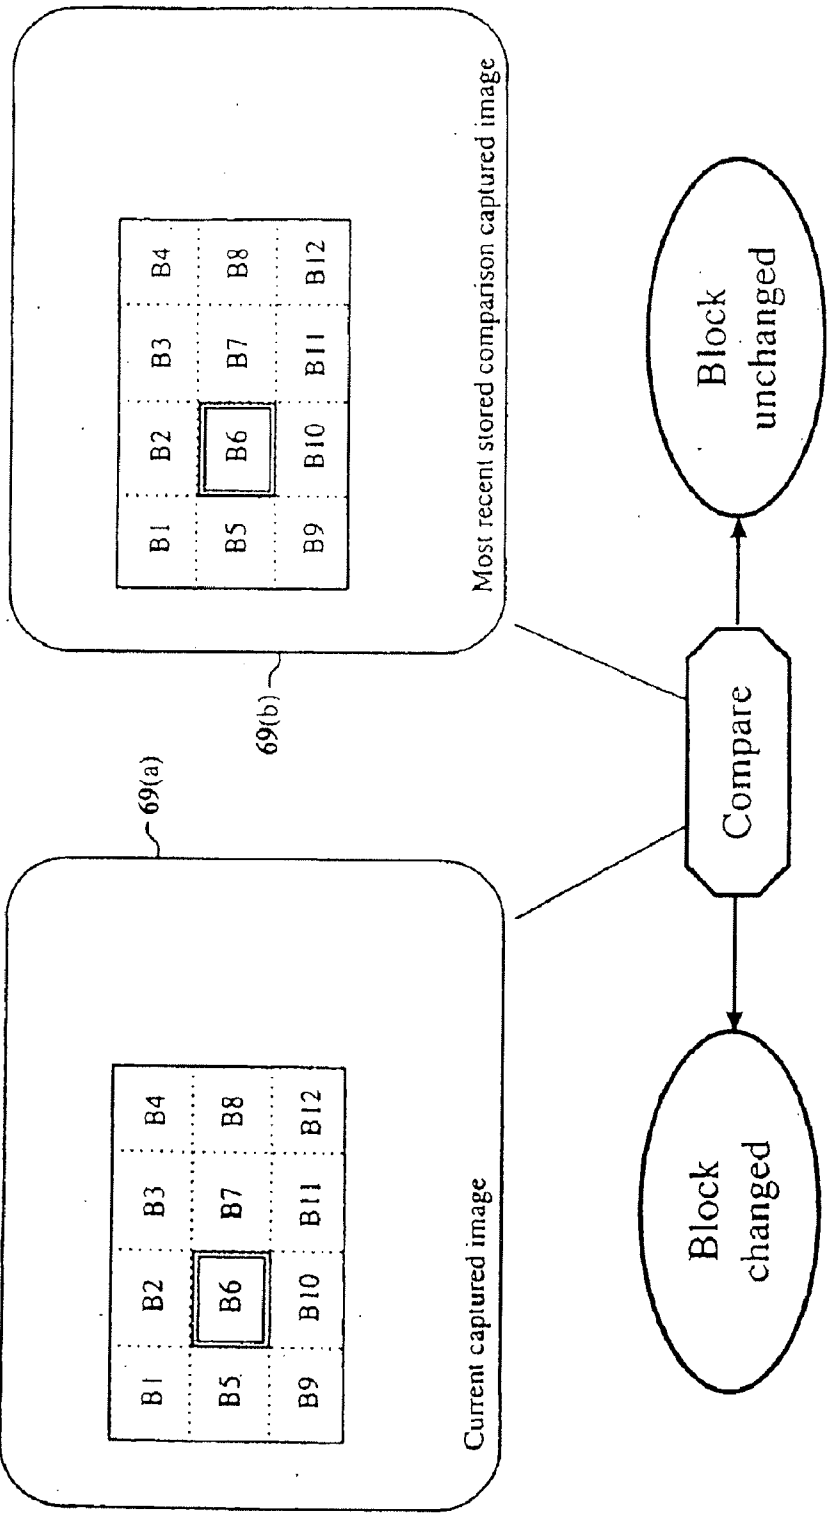 69(a)
69(b)
B1 B2 B3 B4
B5 B6 B7 B8
B9 B10 B11 B12
Current captured image
B1 B2 B3 B4
B5 B6 B7 B8
B9 B10 B11 B12
Most recent stored comparison captured image
Block
changed
Compare
Block
unchanged